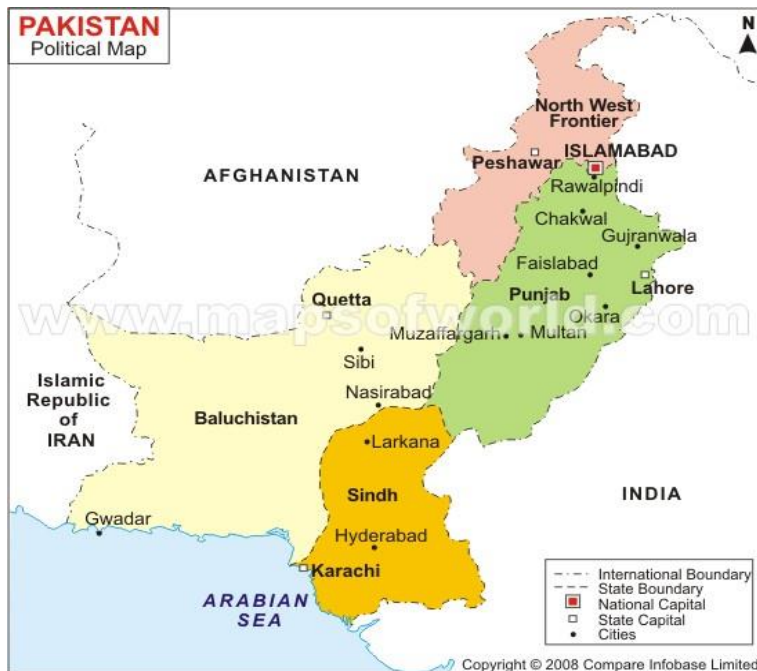 PAKISTAN
Political Map
N
North West
Frontier
ISLAMABAD
Peshawar
Rawalpindi
AFGHANISTAN
Chakwal
Gujranwala
Faislabad
Lahore
Quetta
Punjab
Okara
www.mapsofworld.com
Muzaffargarh
Multan
Sibi
Islamic
Republic
of
IRAN
Nasirabad
Baluchistan
Larkana
Sindh
INDIA
Gwadar
Hyderabad
Karachi
ARABIAN
SEA
International Boundary
State Boundary
National Capital
State Capital
Cities
Copyright © 2008 Compare Infobase Limited